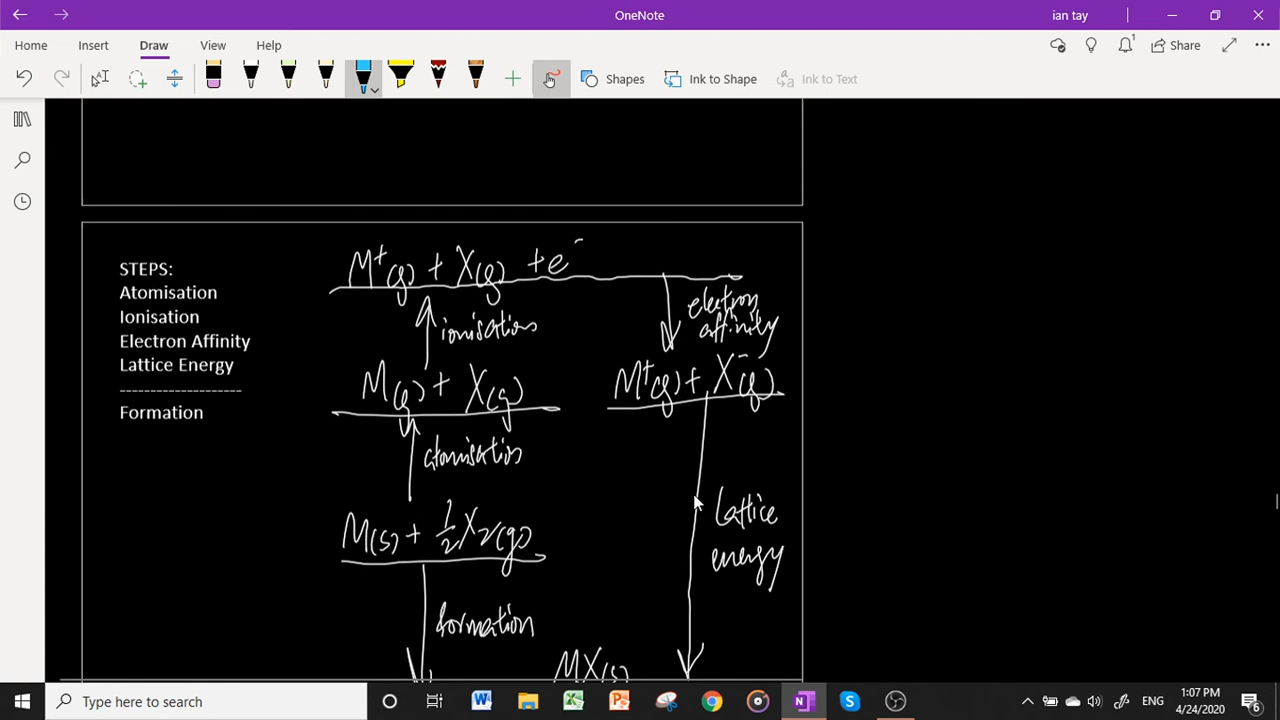 OneNote
ian tay
Home Insert Draw View Help
Share
Shapes
Ink to Shape
Ink to Text
M⁺(g) + X(g) + e⁻
STEPS:
Atomisation
Ionisation
Electron Affinity
Lattice Energy
--------------------
Formation
ionisation
electron
affinity
M(g) + X(g)
M⁺(g) + X⁻(g)
atomisation
M(s) + ½X₂(g)
Lattice
energy
formation
MX(s)
Type here to search
ENG
1:07 PM
4/24/2020
6